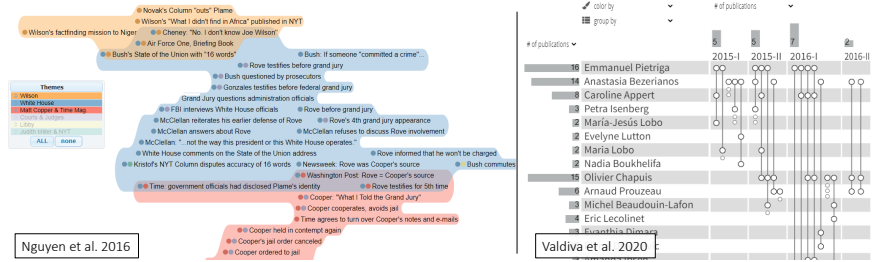 Novak's Column "outs" Plame
Wilson's "What I didn't find in Africa" published in NYT
Wilson's factfinding mission to Niger
Cheney: "No. I don't know Joe Wilson"
Air Force One, Briefing Book
Bush's State of the Union with "16 words"
Bush: If someone "committed a crime"...
Rove testifies before grand jury
Bush questioned by prosecutors
Gonzales testifies before federal grand jury
Grand Jury questions administration officials
FBI interviews White House officials
Rove before grand jury
McClellan reiterates his earlier defense of Rove
Rove's 4th grand jury appearance
McClellan answers about Rove
McClellan refuses to discuss Rove involvement
McClellan: "...not the way this president or this White House operates."
White House comments on the State of the Union address
Rove informed that he won't be charged
Kristof's NYT Column disputes accuracy of 16 words
Newsweek: Rove was Cooper's source
Bush commutes
Washington Post: Rove = Cooper's source
Time: government officials had disclosed Plame's identity
Rove testifies for 5th time
Cooper: "What I Told the Grand Jury"
Cooper cooperates, avoids jail
Time agrees to turn over Cooper's notes and e-mails
Cooper held in contempt again
Cooper's jail order canceled
Cooper ordered to jail
Themes
Wilson
White House
Matt Copper & Time Mag.
Courts & Judges
Libby
Judith Miller & NYT
ALL none
Nguyen et al. 2016
color by
# of publications
group by
# of publications
5 5 7 2
2015-I 2015-II 2016-I 2016-II
16 Emmanuel Pietriga
14 Anastasia Bezerianos
8 Caroline Appert
3 Petra Isenberg
2 María-Jesús Lobo
2 Evelyne Lutton
2 Maria Lobo
2 Nadia Boukhelifa
15 Olivier Chapuis
6 Arnaud Prouzeau
3 Michel Beaudouin-Lafon
4 Eric Lecolinet
Evanthia Dimara
Valdiva et al. 2020